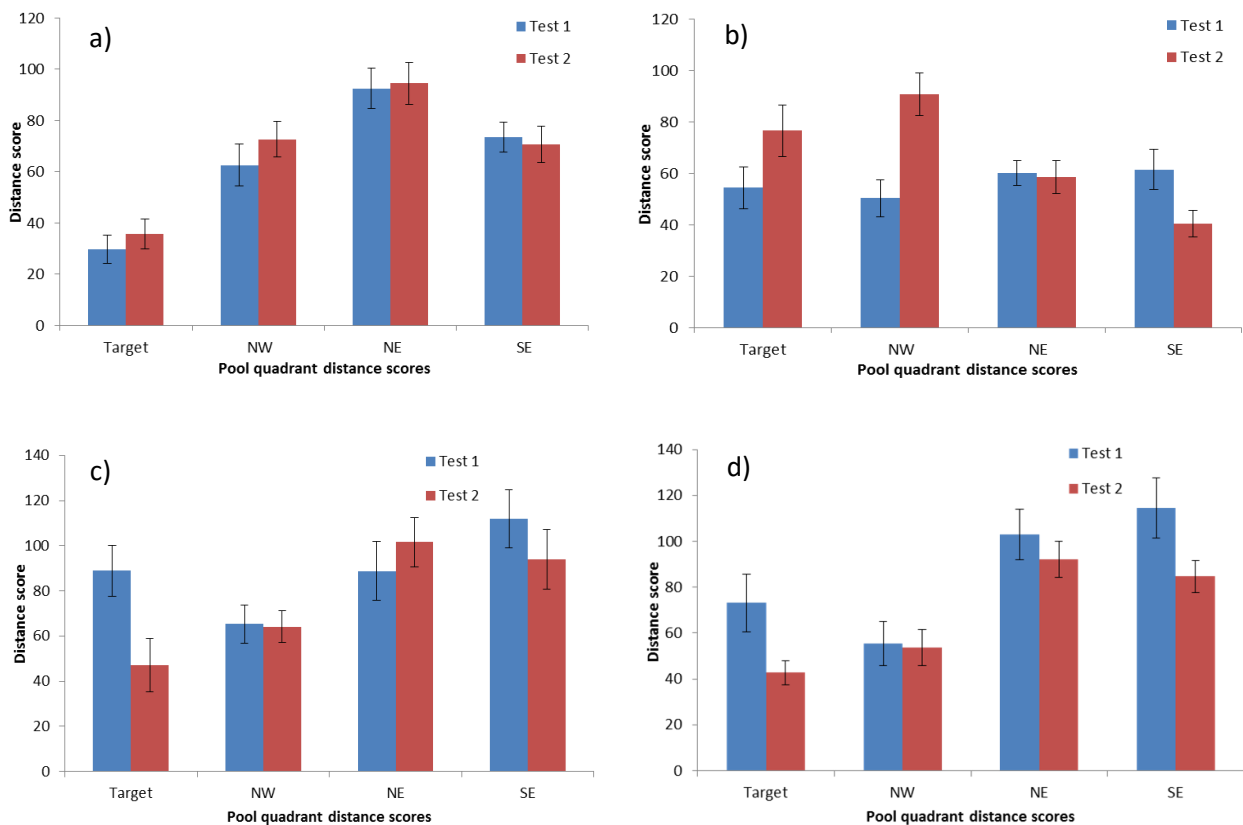 a)
Test 1
Test 2
120
100
80
60
40
20
0
Distance score
Target NW NE SE
Pool quadrant distance scores
b)
Test 1
Test 2
120
100
80
60
40
20
0
Distance score
Target NW NE SE
Pool quadrant distance scores
c)
Test 1
Test 2
140
120
100
80
60
40
20
0
Distance score
Target NW NE SE
Pool quadrant distance scores
d)
Test 1
Test 2
140
120
100
80
60
40
20
0
Distance score
Target NW NE SE
Pool quadrant distance scores